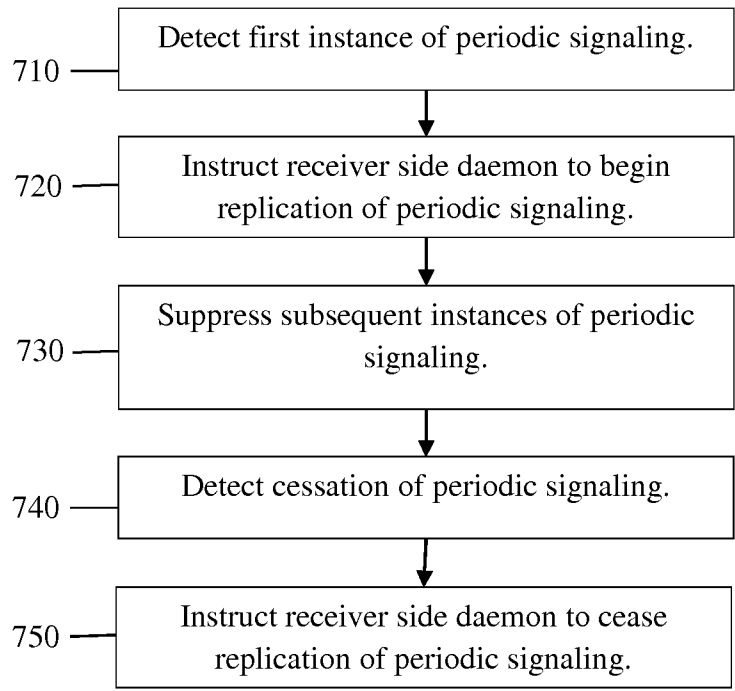 Detect first instance of periodic signaling.
710
Instruct receiver side daemon to begin
720
replication of periodic signaling.
Suppress subsequent instances of periodic
730
signaling.
Detect cessation of periodic signaling.
740
Instruct receiver side daemon to cease
750
replication of periodic signaling.